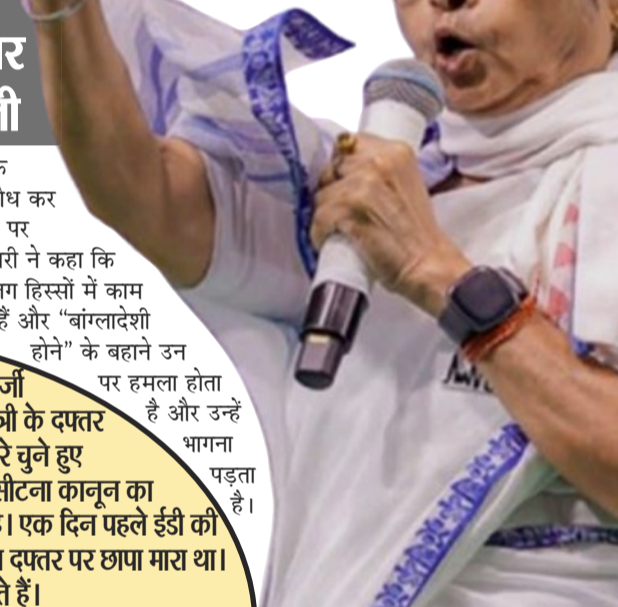 कर
पर
ने कहा कि
हिस्सों में काम
हैं और “बांग्लादेशी
होने” के बहाने उन
पर हमला होता
है और उन्हें
भागना
पड़ता
है।
के दफ्तर
चुने हुए
कानून का
। एक दिन पहले ईडी की
दफ्तर पर छापा मारा था।
हैं।